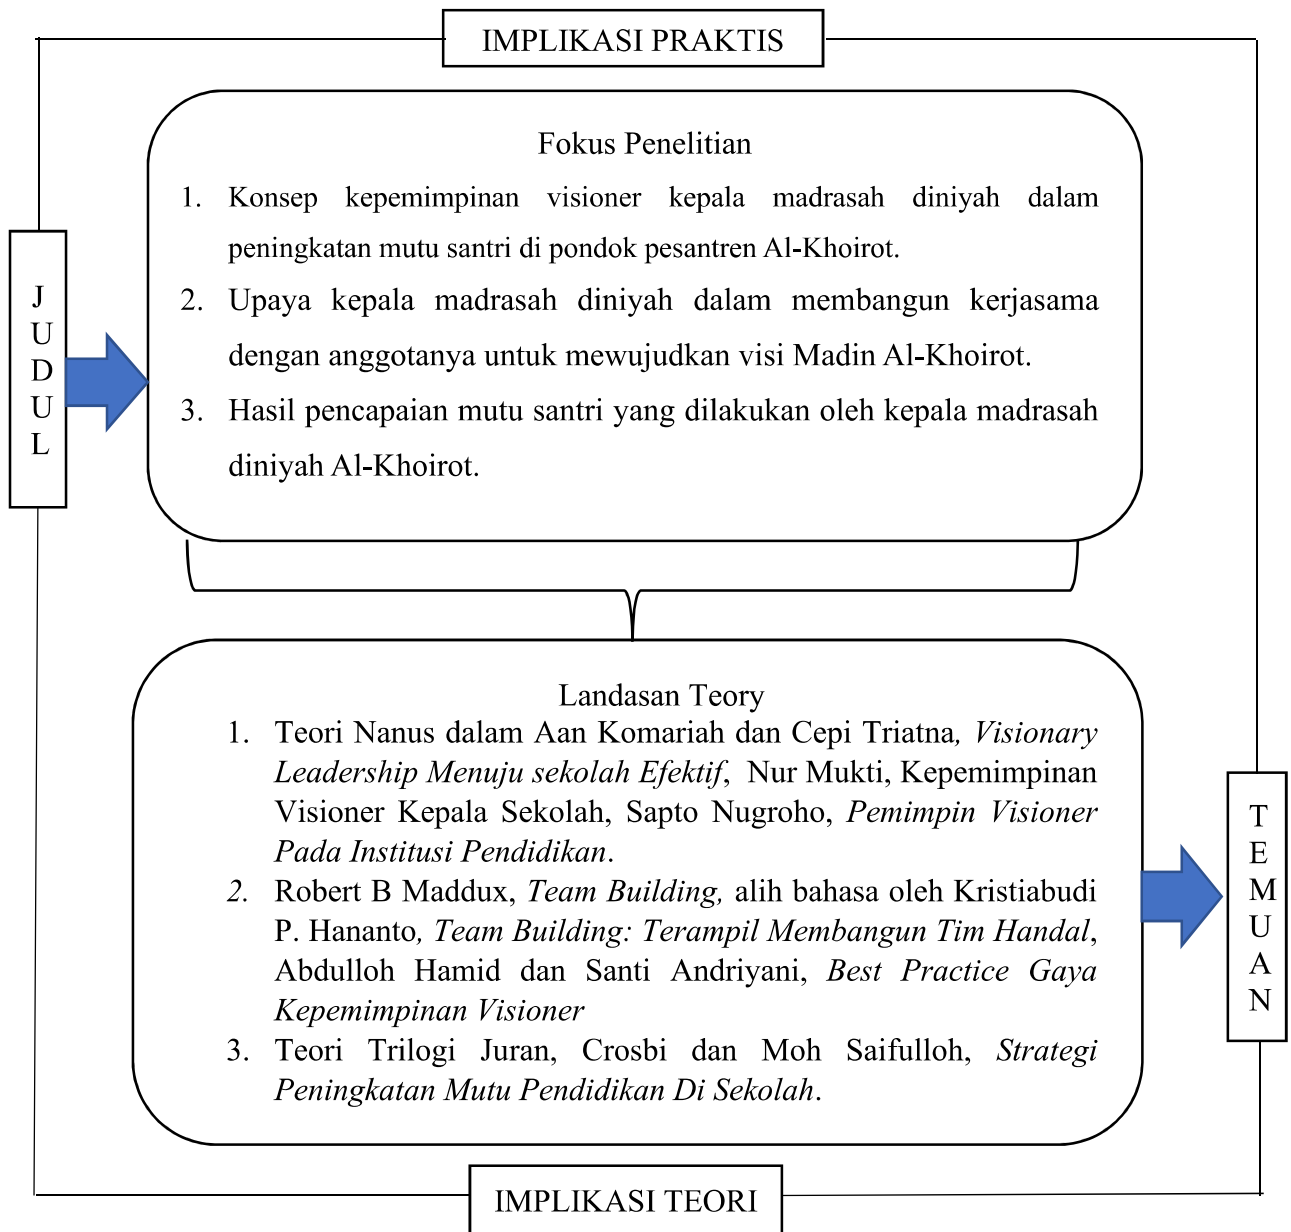 IMPLIKASI PRAKTIS
Fokus Penelitian
1. Konsep kepemimpinan visioner kepala madrasah diniyah dalam
peningkatan mutu santri di pondok pesantren Al-Khoirot.
2. Upaya kepala madrasah diniyah dalam membangun kerjasama
dengan anggotanya untuk mewujudkan visi Madin Al-Khoirot.
3. Hasil pencapaian mutu santri yang dilakukan oleh kepala madrasah
diniyah Al-Khoirot.
J
U
D
U
L
Landasan Teory
1. Teori Nanus dalam Aan Komariah dan Cepi Triatna, Visionary
Leadership Menuju sekolah Efektif, Nur Mukti, Kepemimpinan
Visioner Kepala Sekolah, Sapto Nugroho, Pemimpin Visioner
Pada Institusi Pendidikan.
2. Robert B Maddux, Team Building, alih bahasa oleh Kristiabudi
P. Hananto, Team Building: Terampil Membangun Tim Handal,
Abdulloh Hamid dan Santi Andriyani, Best Practice Gaya
Kepemimpinan Visioner
3. Teori Trilogi Juran, Crosbi dan Moh Saifulloh, Strategi
Peningkatan Mutu Pendidikan Di Sekolah.
T
E
M
U
A
N
IMPLIKASI TEORI